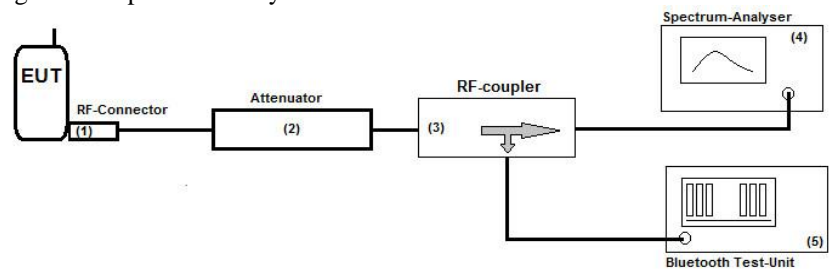 Spectrum-Analyser
(4)
EUT
RF-Connector
(1)
Attenuator
(2)
RF-coupler
(3)
(5)
Bluetooth Test-Unit